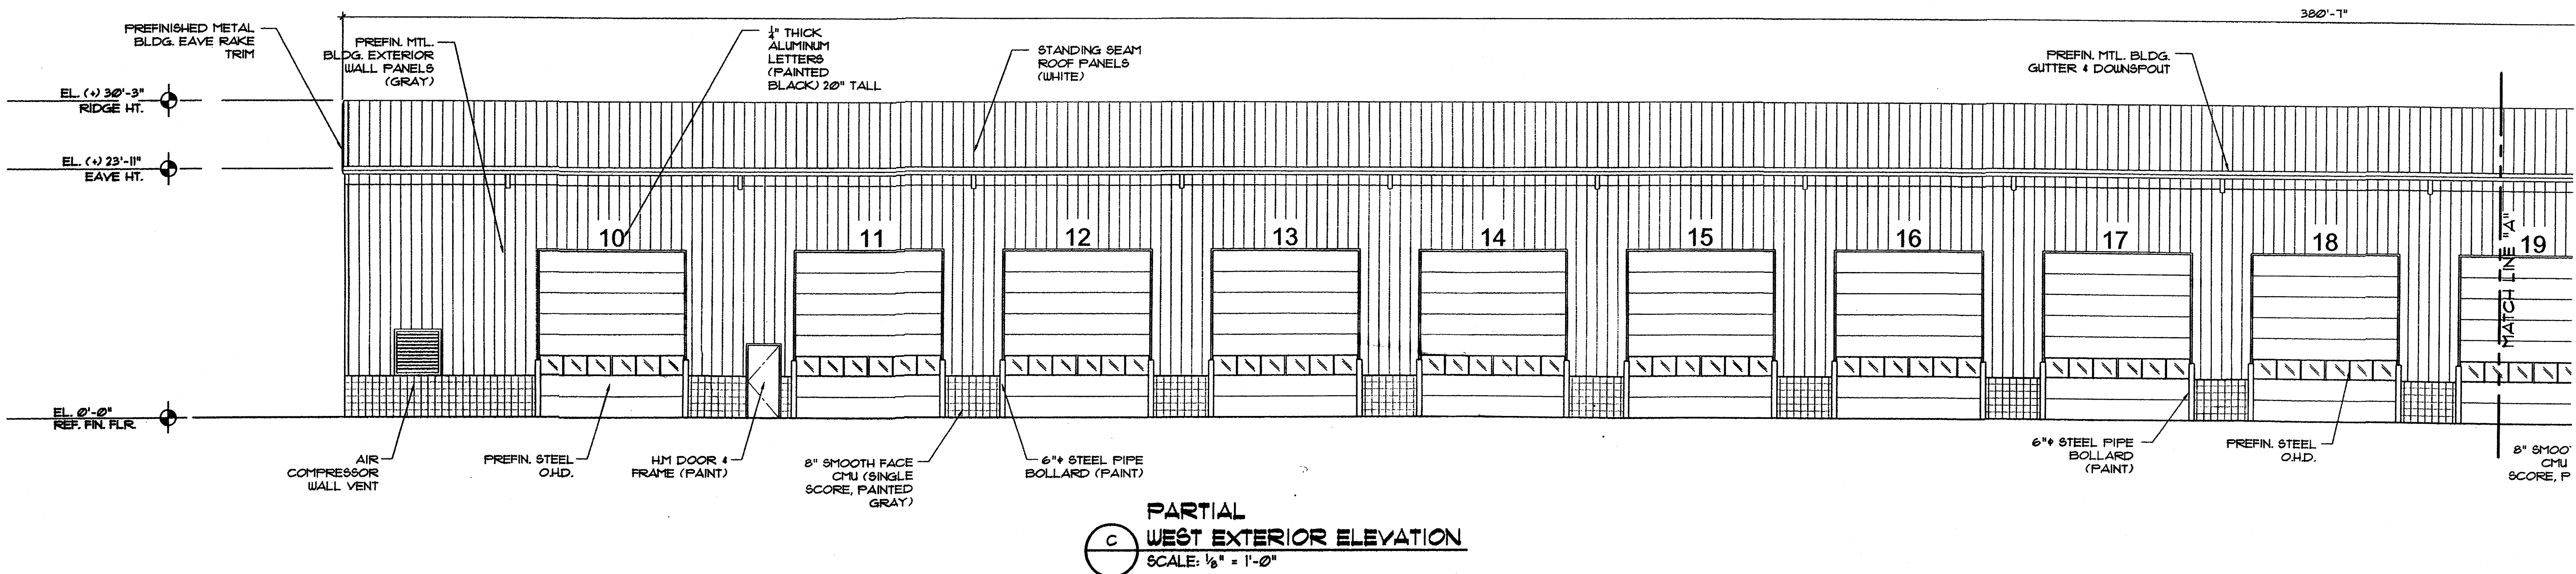 380'-7"
PREFINISHED METAL
BLDG. EAVE RAKE
TRIM
PREFIN. MTL.
BLDG. EXTERIOR
WALL PANELS
(GRAY)
1/4" THICK
ALUMINUM
LETTERS
(PAINTED
BLACK) 20" TALL
STANDING SEAM
ROOF PANELS
(WHITE)
PREFIN. MTL. BLDG.
GUTTER & DOWNSPOUT
EL. (+) 30'-3"
RIDGE HT.
EL. (+) 23'-11"
EAVE HT.
10
11
12
13
14
15
16
17
18
19
MATCH LINE "A"
EL. 0'-0"
REF. FIN. FLR.
AIR
COMPRESSOR
WALL VENT
PREFIN. STEEL
O.H.D.
H.M DOOR &
FRAME (PAINT)
8" SMOOTH FACE
CMU (SINGLE
SCORE, PAINTED
GRAY)
6"φ STEEL PIPE
BOLLARD (PAINT)
6"φ STEEL PIPE
BOLLARD
(PAINT)
PREFIN. STEEL
O.H.D.
8" SMOO
CMU
SCORE, P
PARTIAL
C WEST EXTERIOR ELEVATION
SCALE: 1/8" = 1'-0"